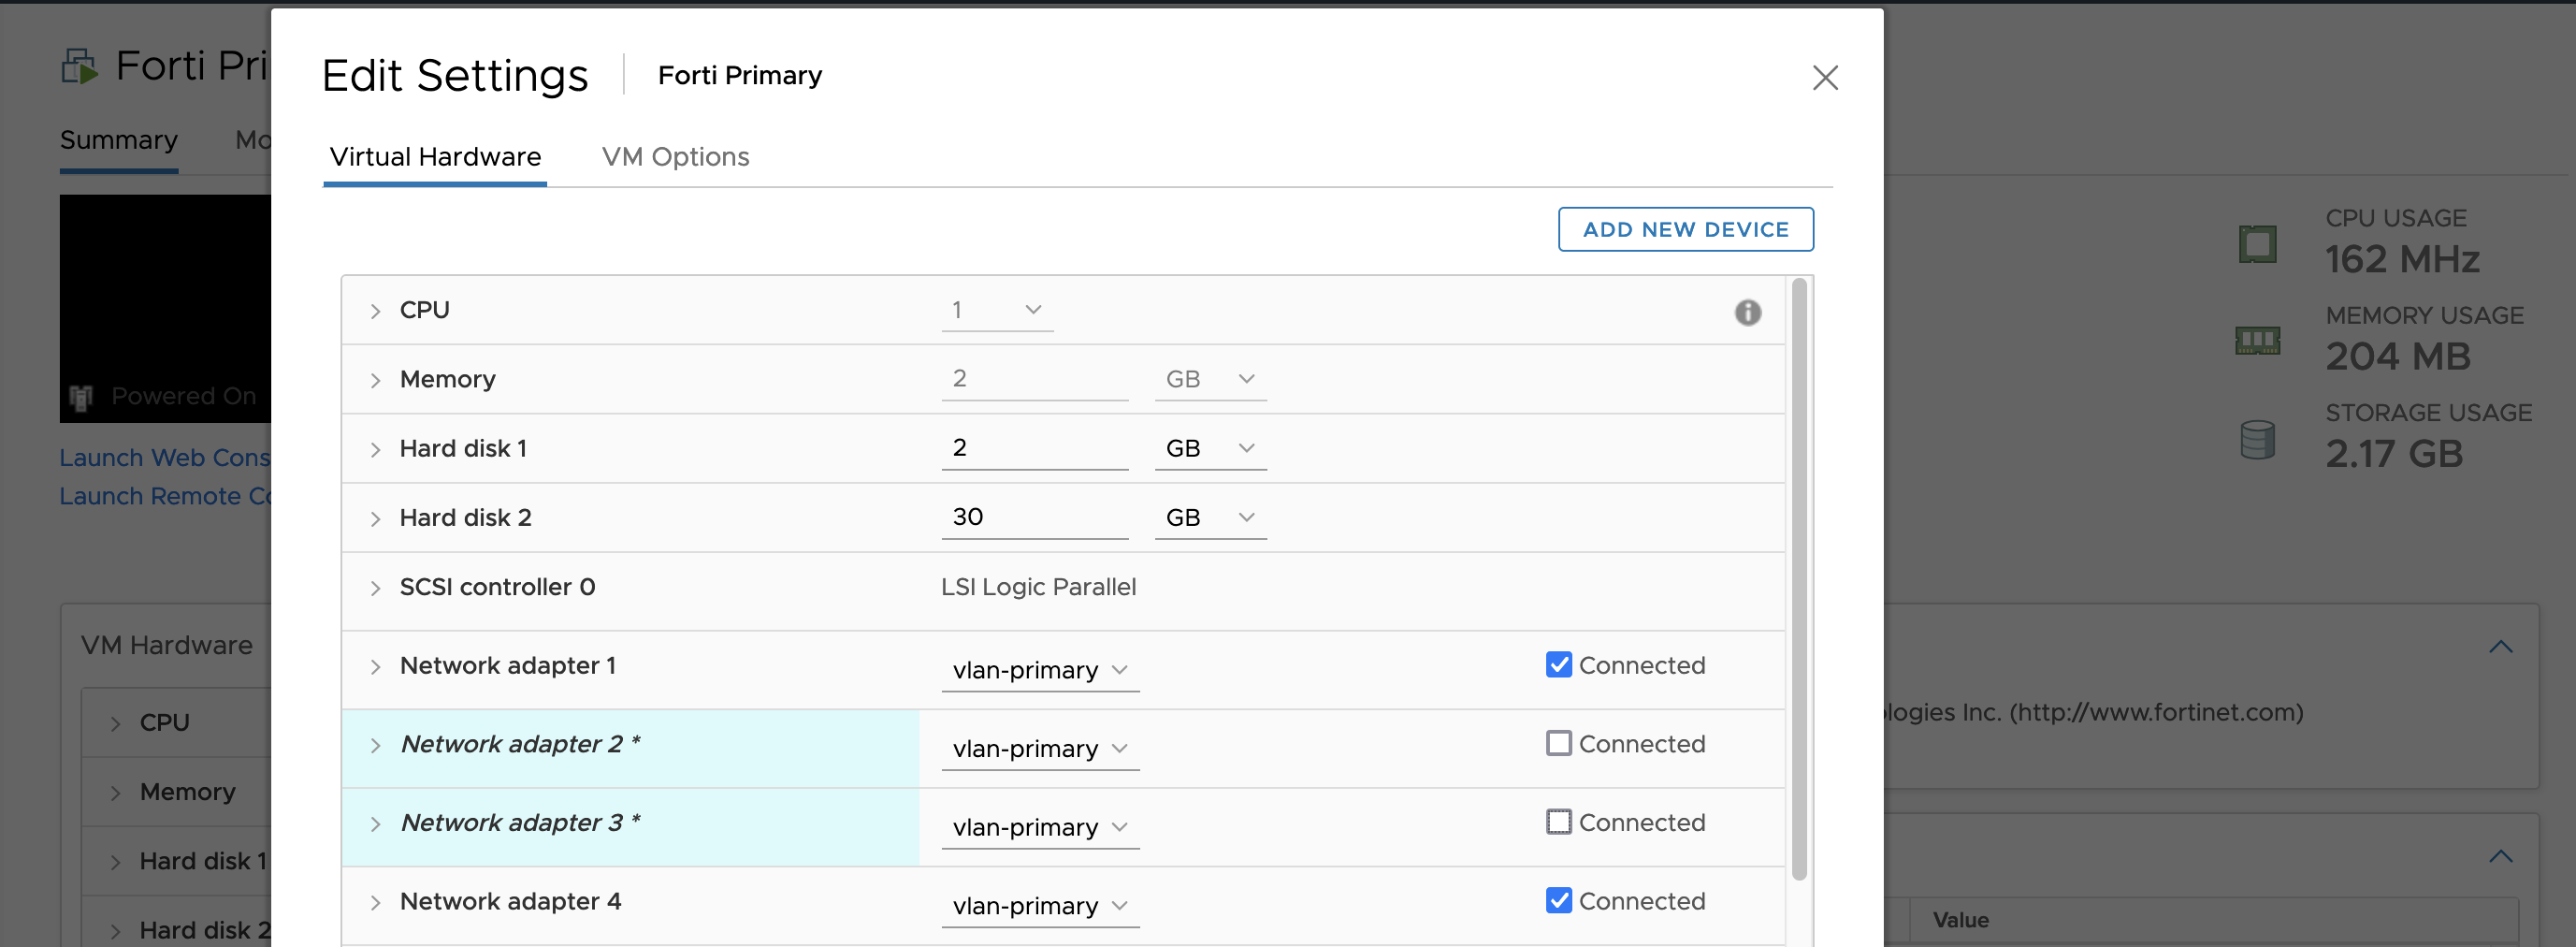 Forti Pri
Edit Settings
Forti Primary
Summary
Mo
Virtual Hardware
VM Options
ADD NEW DEVICE
CPU USAGE
162 MHz
MEMORY USAGE
204 MB
STORAGE USAGE
2.17 GB
Powered On
Launch Web Cons
Launch Remote Co
CPU 1
Memory 2 GB
Hard disk 1 2 GB
Hard disk 2 30 GB
SCSI controller 0 LSI Logic Parallel
Network adapter 1 vlan-primary Connected
Network adapter 2 * vlan-primary Connected
Network adapter 3 * vlan-primary Connected
Network adapter 4 vlan-primary Connected
VM Hardware
CPU
Memory
Hard disk 1
Hard disk 2
ologies Inc. (http://www.fortinet.com)
Value